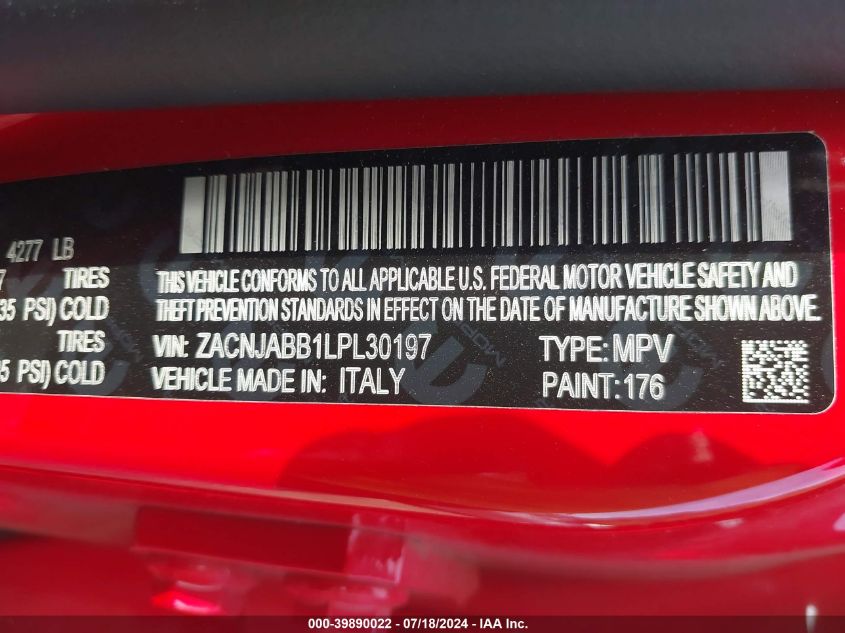 4277 LB
7 TIRES
THIS VEHICLE CONFORMS TO ALL APPLICABLE U.S. FEDERAL MOTOR VEHICLE SAFETY AND
35 PSI) COLD
THEFT PREVENTION STANDARDS IN EFFECT ON THE DATE OF MANUFACTURE SHOWN ABOVE.
TIRES
VIN: ZACNJABB1LPL30197 TYPE: MPV
5 PSI) COLD
VEHICLE MADE IN: ITALY PAINT: 176
000-39890022 - 07/18/2024 - IAA Inc.